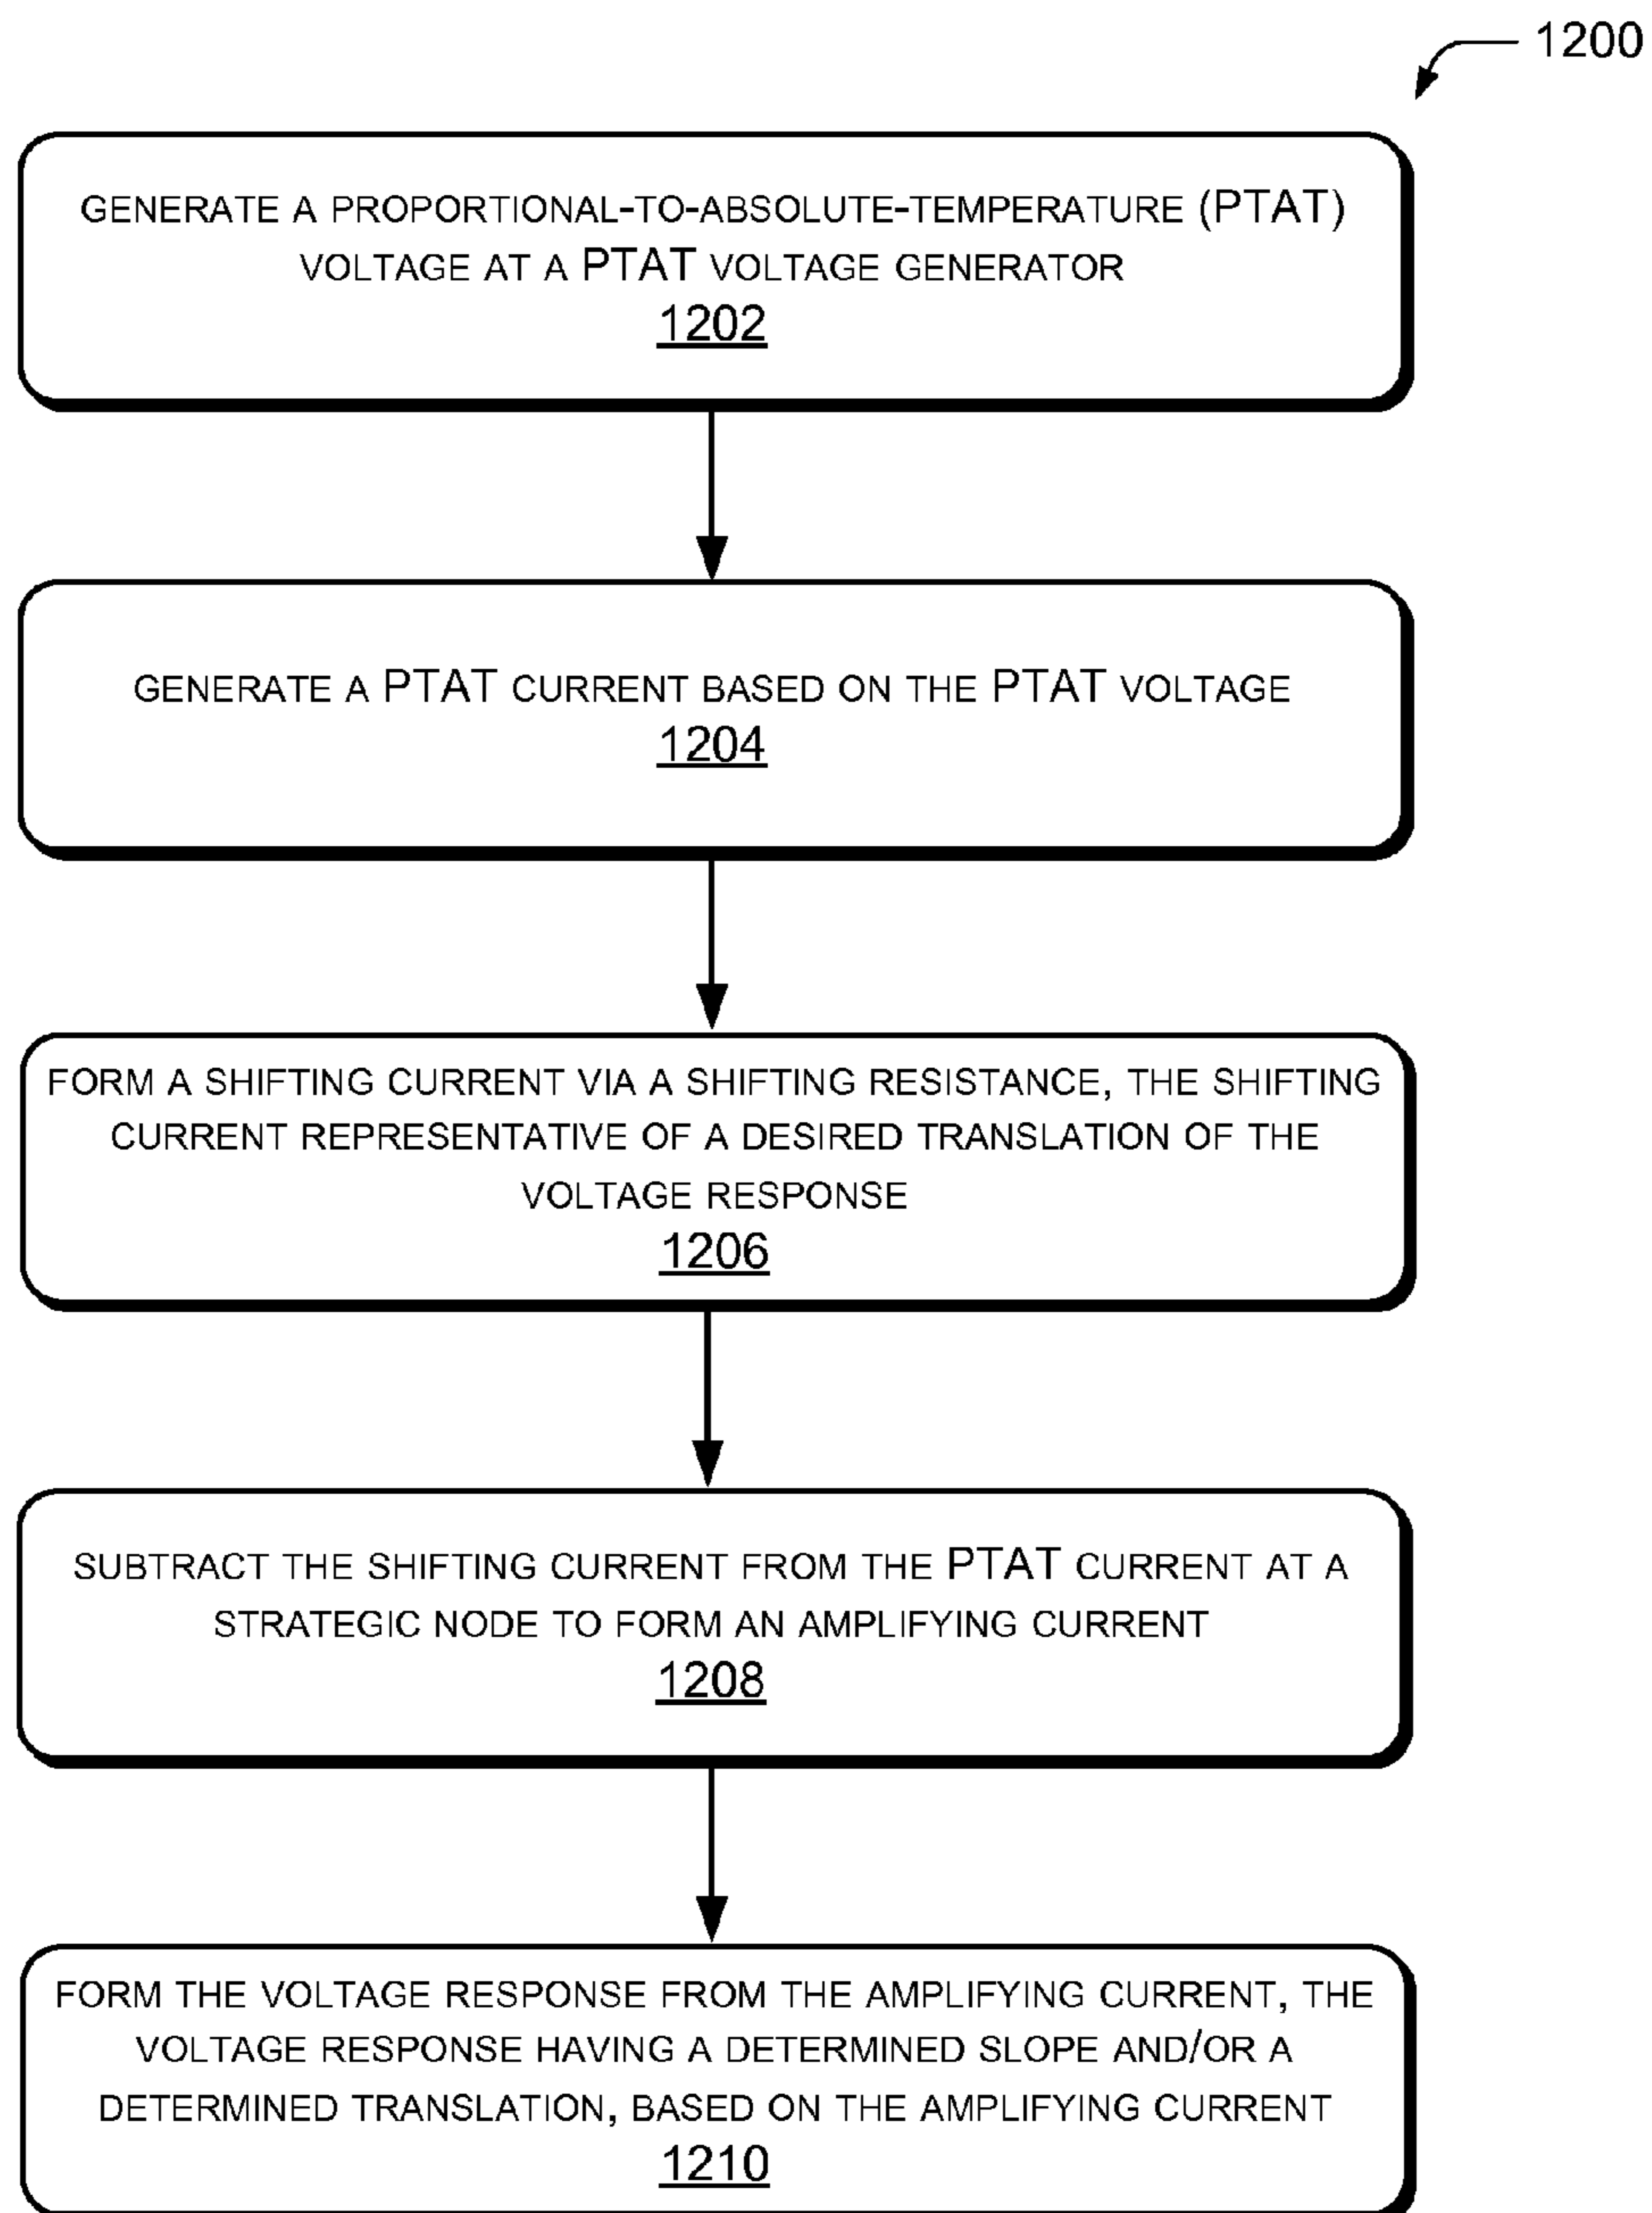 1200
GENERATE A PROPORTIONAL-TO-ABSOLUTE-TEMPERATURE (PTAT)
VOLTAGE AT A PTAT VOLTAGE GENERATOR
1202
GENERATE A PTAT CURRENT BASED ON THE PTAT VOLTAGE
1204
FORM A SHIFTING CURRENT VIA A SHIFTING RESISTANCE, THE SHIFTING
CURRENT REPRESENTATIVE OF A DESIRED TRANSLATION OF THE
VOLTAGE RESPONSE
1206
SUBTRACT THE SHIFTING CURRENT FROM THE PTAT CURRENT AT A
STRATEGIC NODE TO FORM AN AMPLIFYING CURRENT
1208
FORM THE VOLTAGE RESPONSE FROM THE AMPLIFYING CURRENT, THE
VOLTAGE RESPONSE HAVING A DETERMINED SLOPE AND/OR A
DETERMINED TRANSLATION, BASED ON THE AMPLIFYING CURRENT
1210